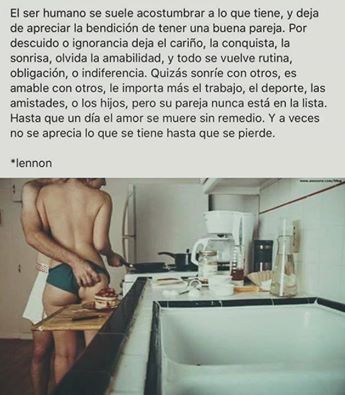 El ser humano se suele acostumbrar a lo que tiene, y deja
de apreciar la bendición de tener una buena pareja. Por
descuido o ignorancia deja el cariño, la conquista, la
sonrisa, olvida la amabilidad, y todo se vuelve rutina,
obligación, o indiferencia. Quizás sonríe con otros, es
amable con otros, le importa más el trabajo, el deporte, las
amistades, o los hijos, pero su pareja nunca está en la lista.
Hasta que un día el amor se muere sin remedio. Y a veces
no se aprecia lo que se tiene hasta que se pierde.
*lennon